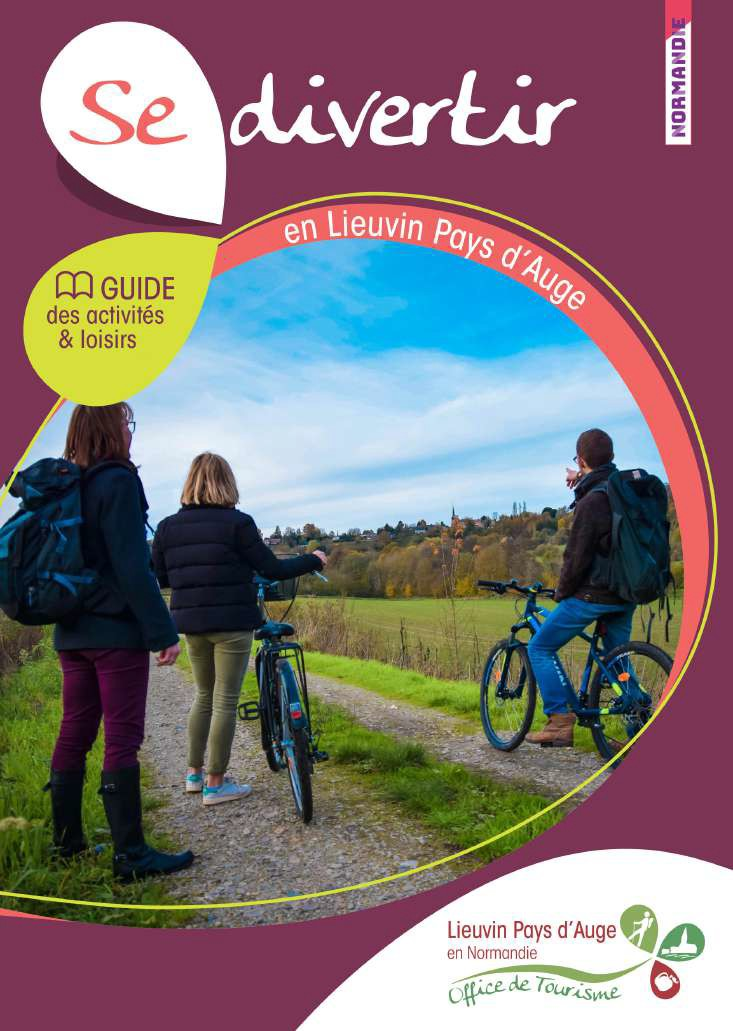 NORMANDIE
Se divertir
en Lieuvin Pays d'Auge
GUIDE
des activités
& loisirs
Lieuvin Pays d'Auge
en Normandie
Office de Tourisme